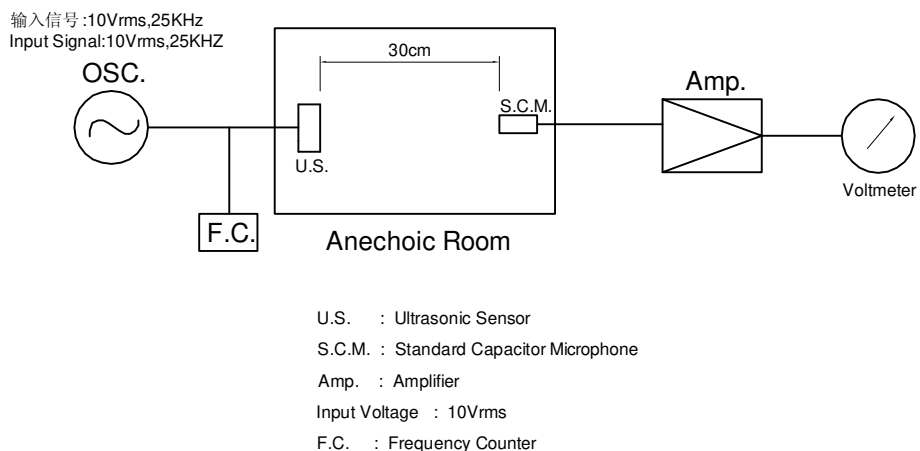 输入信号:10Vrms,25KHz
Input Signal:10Vrms,25KHZ
OSC.
30cm
S.C.M.
U.S.
F.C.
Amp.
Voltmeter
Anechoic Room
U.S. : Ultrasonic Sensor
S.C.M. : Standard Capacitor Microphone
Amp. : Amplifier
Input Voltage : 10Vrms
F.C. : Frequency Counter